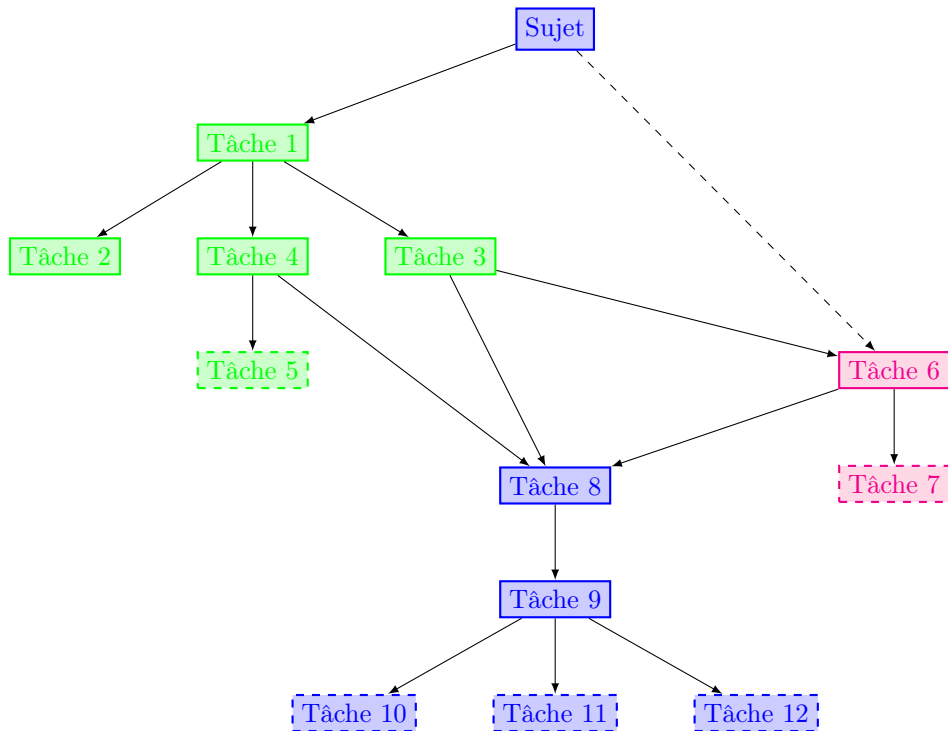 Sujet
Tâche 1
Tâche 2
Tâche 4
Tâche 3
Tâche 5
Tâche 6
Tâche 8
Tâche 7
Tâche 9
Tâche 10
Tâche 11
Tâche 12